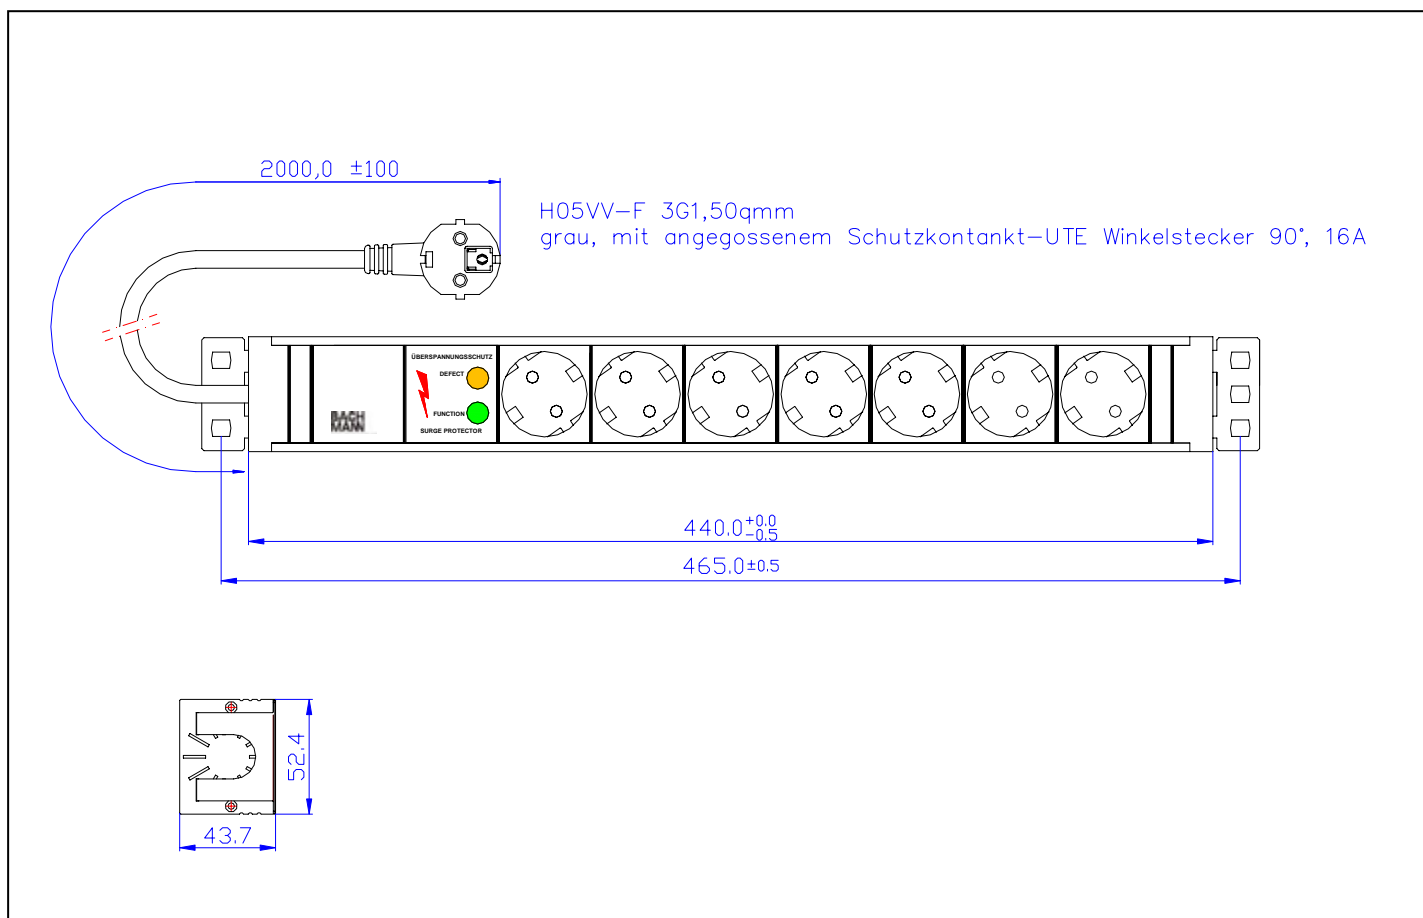 2000,0 ±100
H05VV-F 3G1,50qmm
grau, mit angegossenem Schutzkontankt-UTE Winkelstecker 90°, 16A
ÜBERSPANNUNGSSCHUTZ
DEFECT
FUNCTION
SURGE PROTECTOR
BACH
MANN
440.0 +0.0 -0.5
465.0±0.5
52.4
43.7